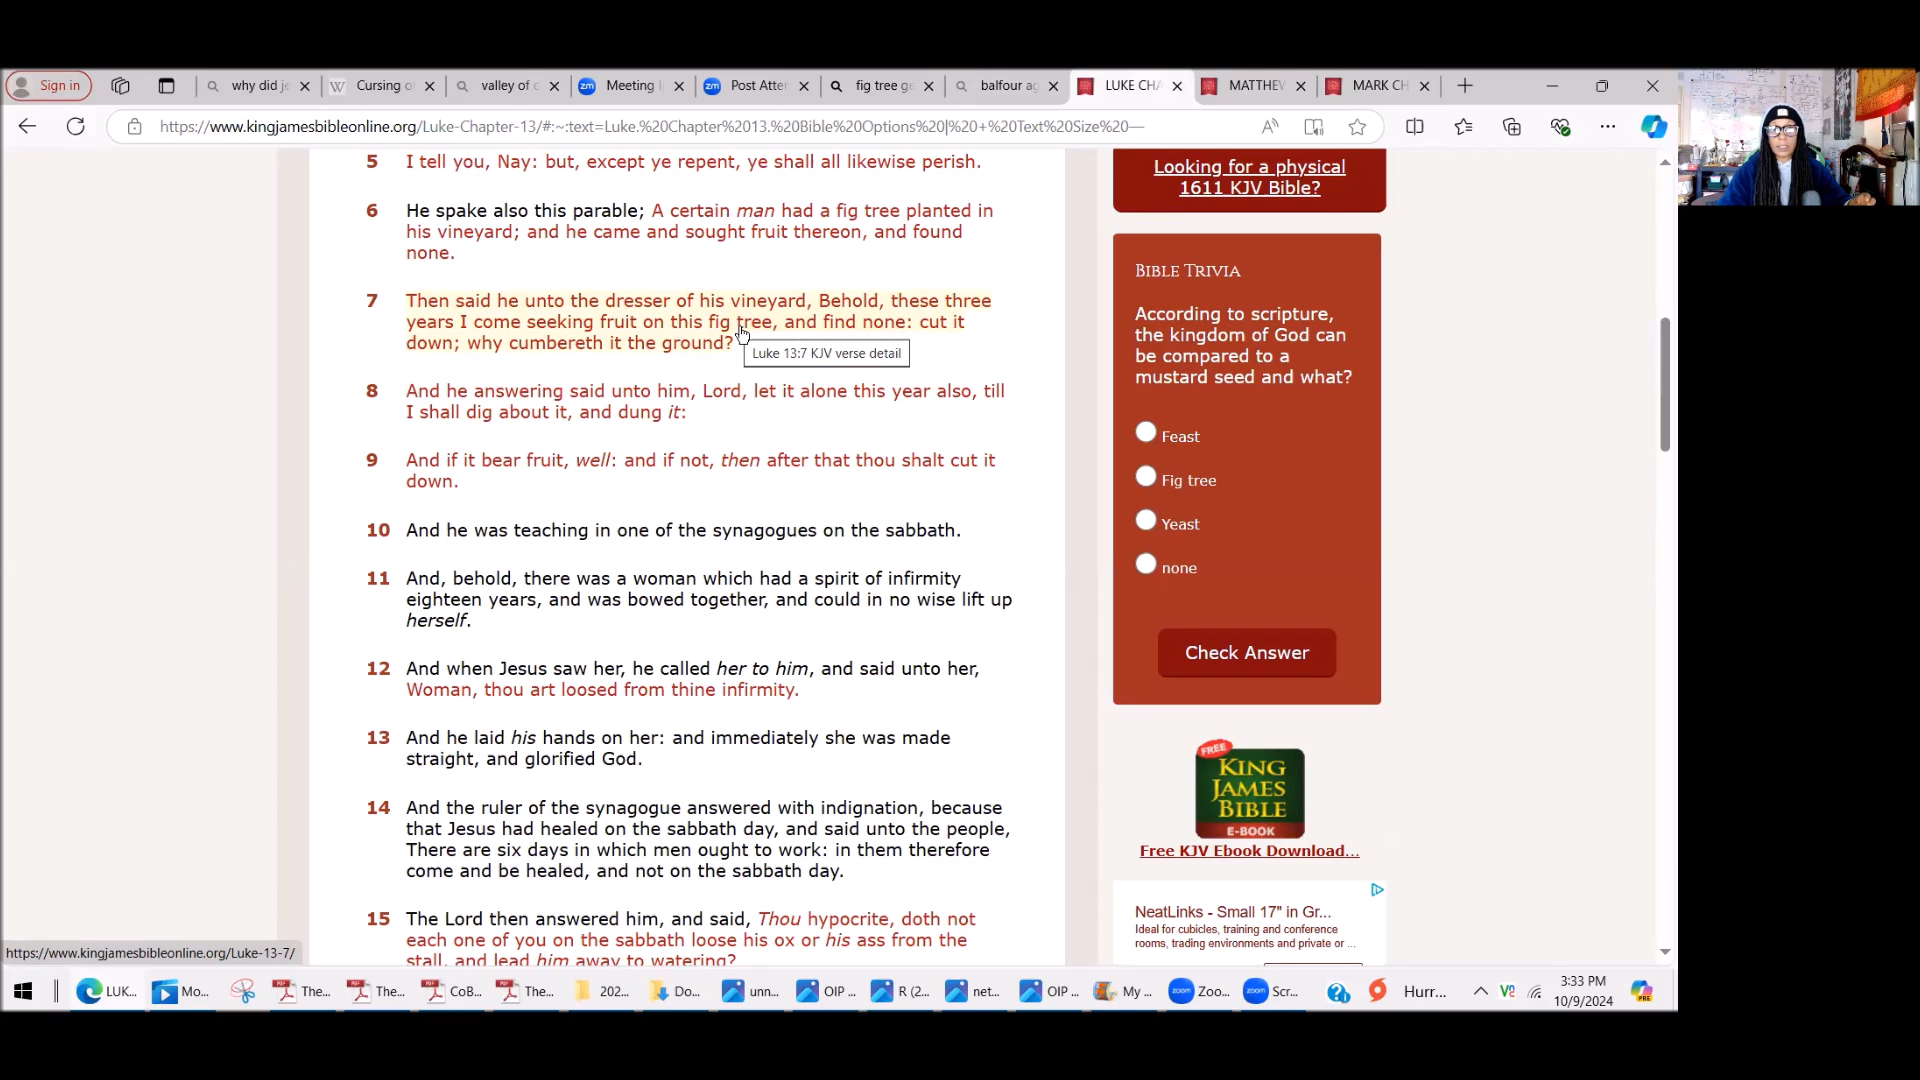 Sign in
why did je
Cursing o
valley of d
Meeting
Post Atter
fig tree ge
balfour ag
LUKE CHA
MATTHEW
MARK CH
https://www.kingjamesbibleonline.org/Luke-Chapter-13/#:~:text=Luke.%20Chapter%2013.%20Bible%20Options%20|%20+%20Text%20Size%20—
5 I tell you, Nay: but, except ye repent, ye shall all likewise perish.
6 He spake also this parable; A certain man had a fig tree planted in
his vineyard; and he came and sought fruit thereon, and found
none.
7 Then said he unto the dresser of his vineyard, Behold, these three
years I come seeking fruit on this fig tree, and find none: cut it
down; why cumbereth it the ground?
Luke 13:7 KJV verse detail
8 And he answering said unto him, Lord, let it alone this year also, till
I shall dig about it, and dung it:
9 And if it bear fruit, well: and if not, then after that thou shalt cut it
down.
10 And he was teaching in one of the synagogues on the sabbath.
11 And, behold, there was a woman which had a spirit of infirmity
eighteen years, and was bowed together, and could in no wise lift up
herself.
12 And when Jesus saw her, he called her to him, and said unto her,
Woman, thou art loosed from thine infirmity.
13 And he laid his hands on her: and immediately she was made
straight, and glorified God.
14 And the ruler of the synagogue answered with indignation, because
that Jesus had healed on the sabbath day, and said unto the people,
There are six days in which men ought to work: in them therefore
come and be healed, and not on the sabbath day.
15 The Lord then answered him, and said, Thou hypocrite, doth not
each one of you on the sabbath loose his ox or his ass from the
stall, and lead him away to watering?
Looking for a physical
1611 KJV Bible?
BIBLE TRIVIA
According to scripture,
the kingdom of God can
be compared to a
mustard seed and what?
Feast
Fig tree
Yeast
none
Check Answer
FREE
KING
JAMES
BIBLE
E-BOOK
Free KJV Ebook Download...
NeatLinks - Small 17" in Gr...
Ideal for cubicles, training and conference
rooms, trading environments and private or ...
https://www.kingjamesbibleonline.org/Luke-13-7/
LUK...
Mo...
The...
The...
CoB...
The...
202...
Do...
unn...
OIP ...
R (2...
net...
OIP ...
My ...
Zoo...
Scr...
Hurr...
3:33 PM
10/9/2024